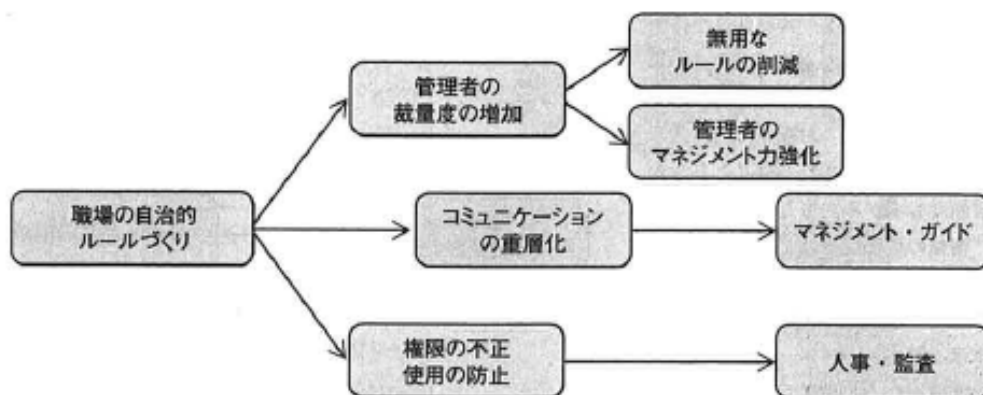 無用な
ルールの削減
管理者の
裁量度の増加
管理者の
マネジメント力強化
職場の自治的
ルールづくり
コミュニケーション
の重層化
マネジメント・ガイド
権限の不正
使用の防止
人事・監査